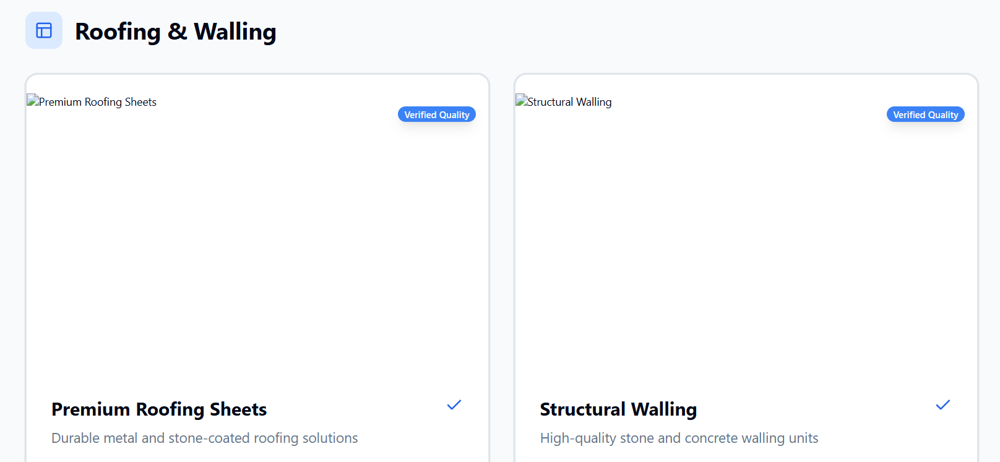 Roofing & Walling
Premium Roofing Sheets
Verified Quality
Structural Walling
Verified Quality
Premium Roofing Sheets
Durable metal and stone-coated roofing solutions
Structural Walling
High-quality stone and concrete walling units